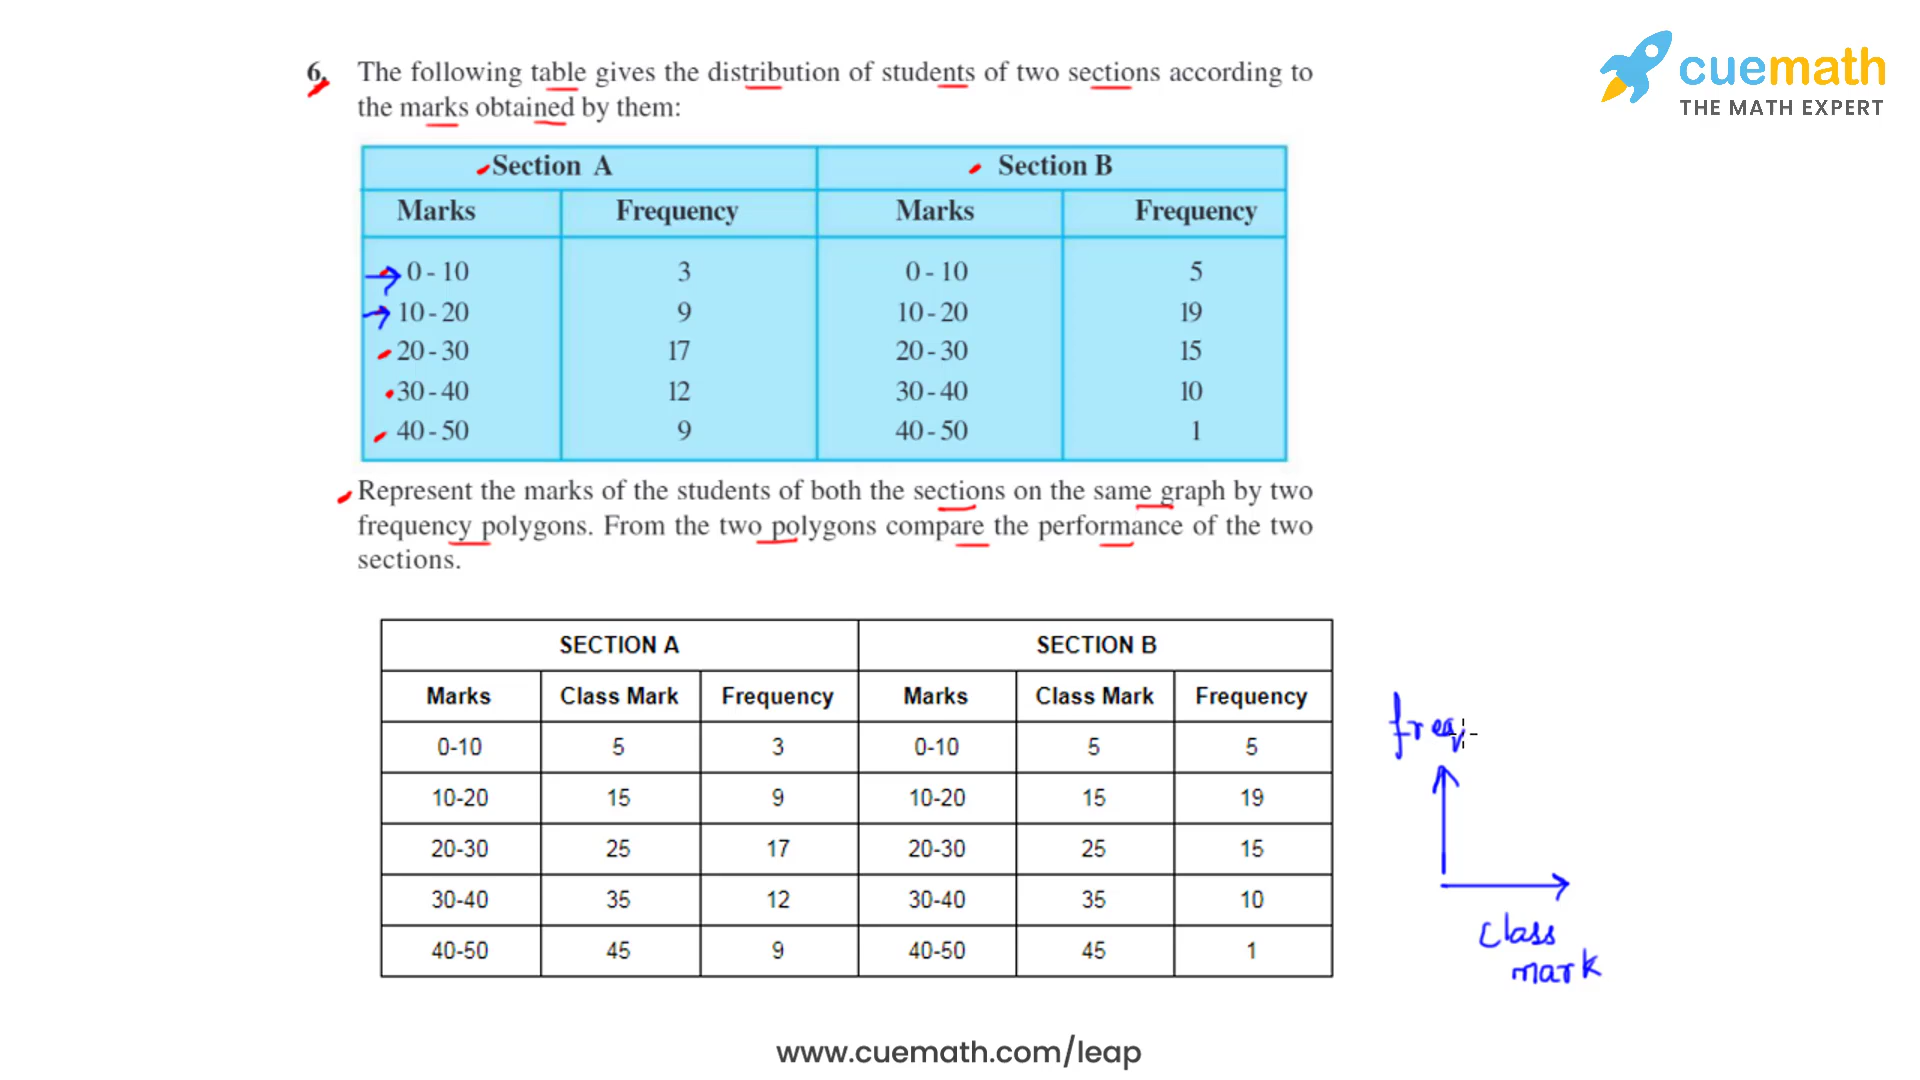 6. The following table gives the distribution of students of two sections according to
the marks obtained by them:
cuemath
THE MATH EXPERT
Section A Section B
Marks Frequency Marks Frequency
0 - 10 3 0 - 10 5
10 - 20 9 10 - 20 19
20 - 30 17 20 - 30 15
30 - 40 12 30 - 40 10
40 - 50 9 40 - 50 1
Represent the marks of the students of both the sections on the same graph by two
frequency polygons. From the two polygons compare the performance of the two
sections.
SECTION A SECTION B
Marks Class Mark Frequency Marks Class Mark Frequency
0-10 5 3 0-10 5 5
10-20 15 9 10-20 15 19
20-30 25 17 20-30 25 15
30-40 35 12 30-40 35 10
40-50 45 9 40-50 45 1
freq
class
mark
www.cuemath.com/leap